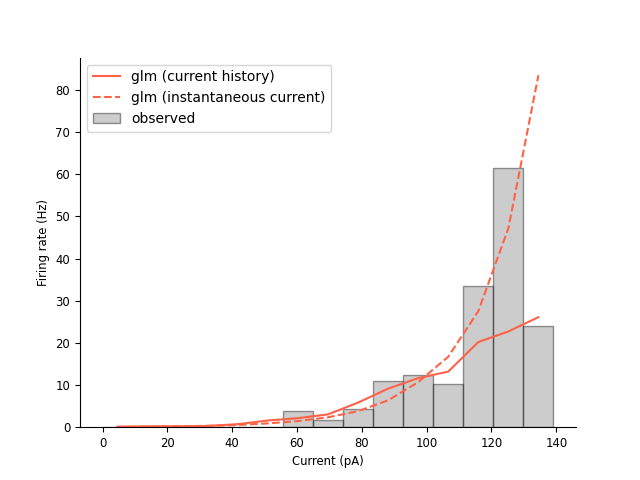 glm (current history)
glm (instantaneous current)
observed
80
70
60
50
40
30
20
10
0
Firing rate (Hz)
0 20 40 60 80 100 120 140
Current (pA)